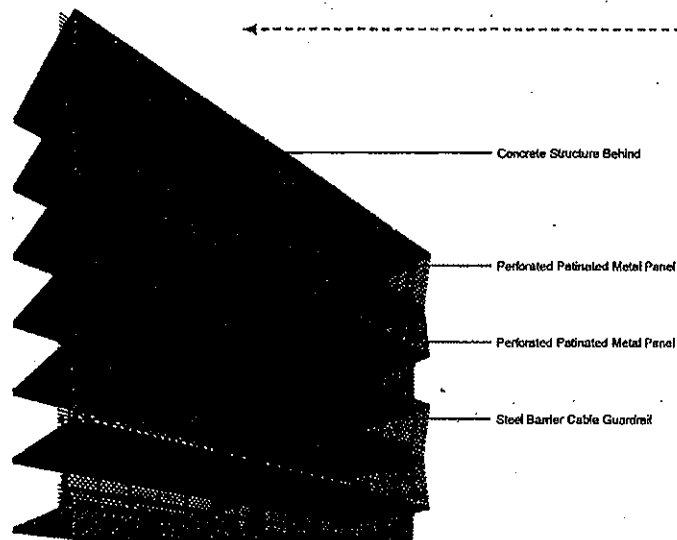 Concrete Structure Behind
Perforated Patinated Metal Panel
Perforated Patinated Metal Panel
Steel Barrier Cable Guardrail